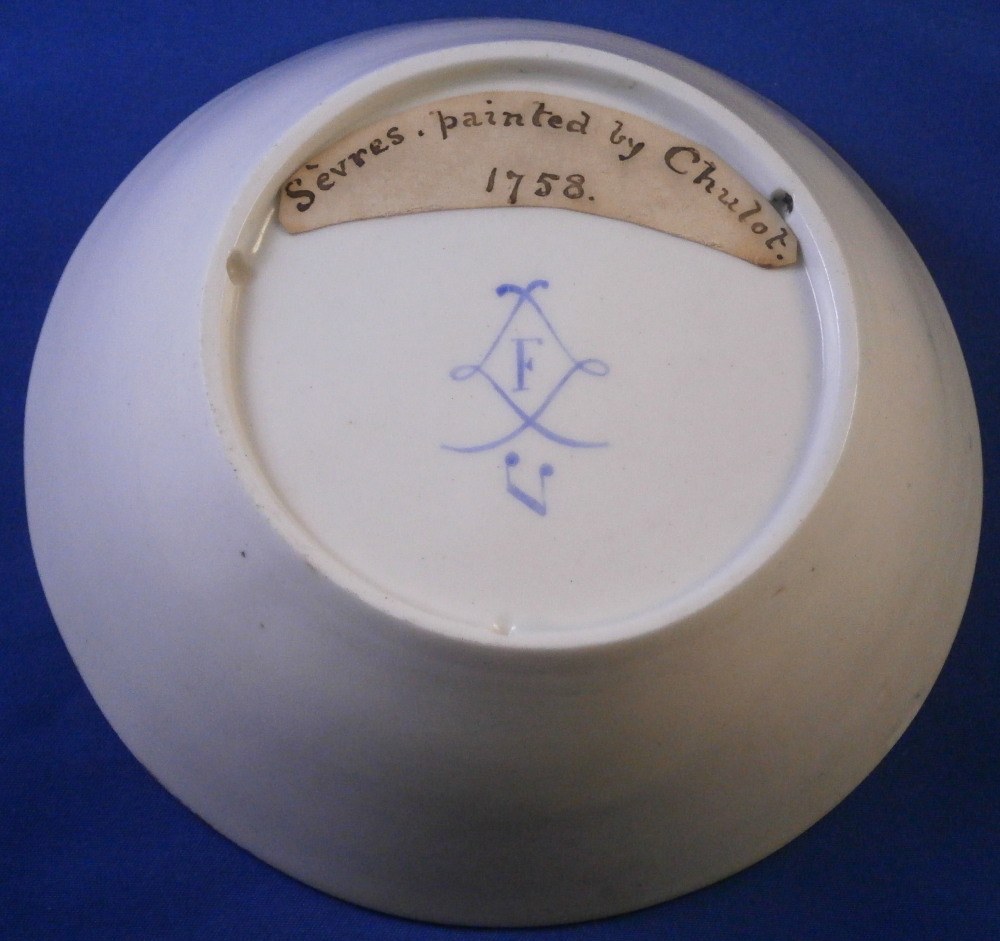 Sèvres. painted by Chulot.
1758.
F